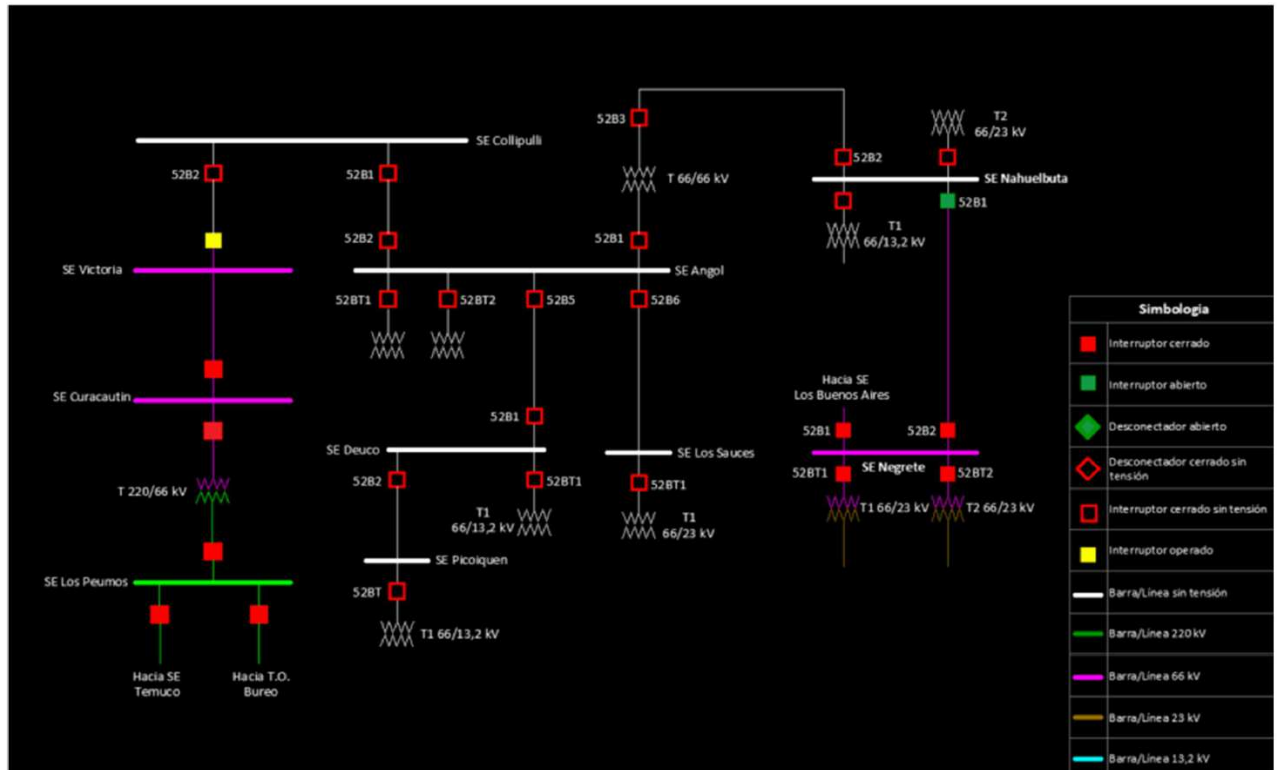 52B3
T2
66/23 kV
SE Collipulli
52B2
52B1
52B2
T 66/66 kV
SE Nahuelbuta
52B1
T1
66/13,2 kV
52B2
52B1
SE Victoria
SE Angol
52BT1
52BT2
52B5
52B6
Simbologia
Interruptor cerrado
Interruptor abierto
Desconectador abierto
Desconectador cerrado sin
tensión
Interruptor cerrado sin tensión
Interruptor operado
Barra/Línea sin tensión
Barra/Línea 220 kV
Barra/Línea 66 kV
Barra/Línea 23 kV
Barra/Línea 13,2 kV
SE Curacautín
Hacia SE
Los Buenos Aires
52B1
52B1
52B2
SE Deuco
SE Los Sauces
SE Negrete
52B2
52BT1
52BT1
52BT1
52BT2
T 220/66 kV
T1
66/13,2 kV
T1
66/23 kV
T1 66/23 kV
T2 66/23 kV
SE Picoiquen
SE Los Peumos
52BT
T1 66/13,2 kV
Hacia SE
Temuco
Hacia T.O.
Bureo